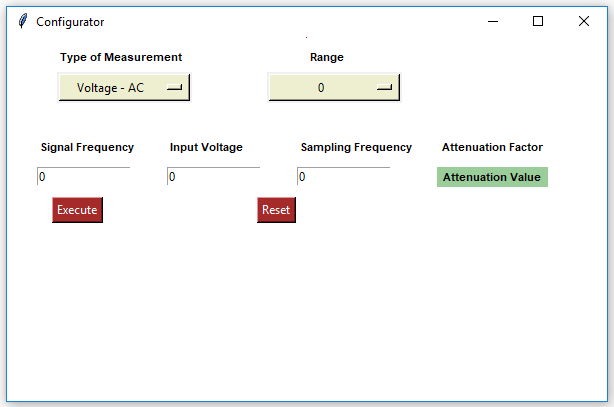 Configurator
Type of Measurement Range
Voltage - AC 0
Signal Frequency Input Voltage Sampling Frequency Attenuation Factor
0 0 0 Attenuation Value
Execute Reset